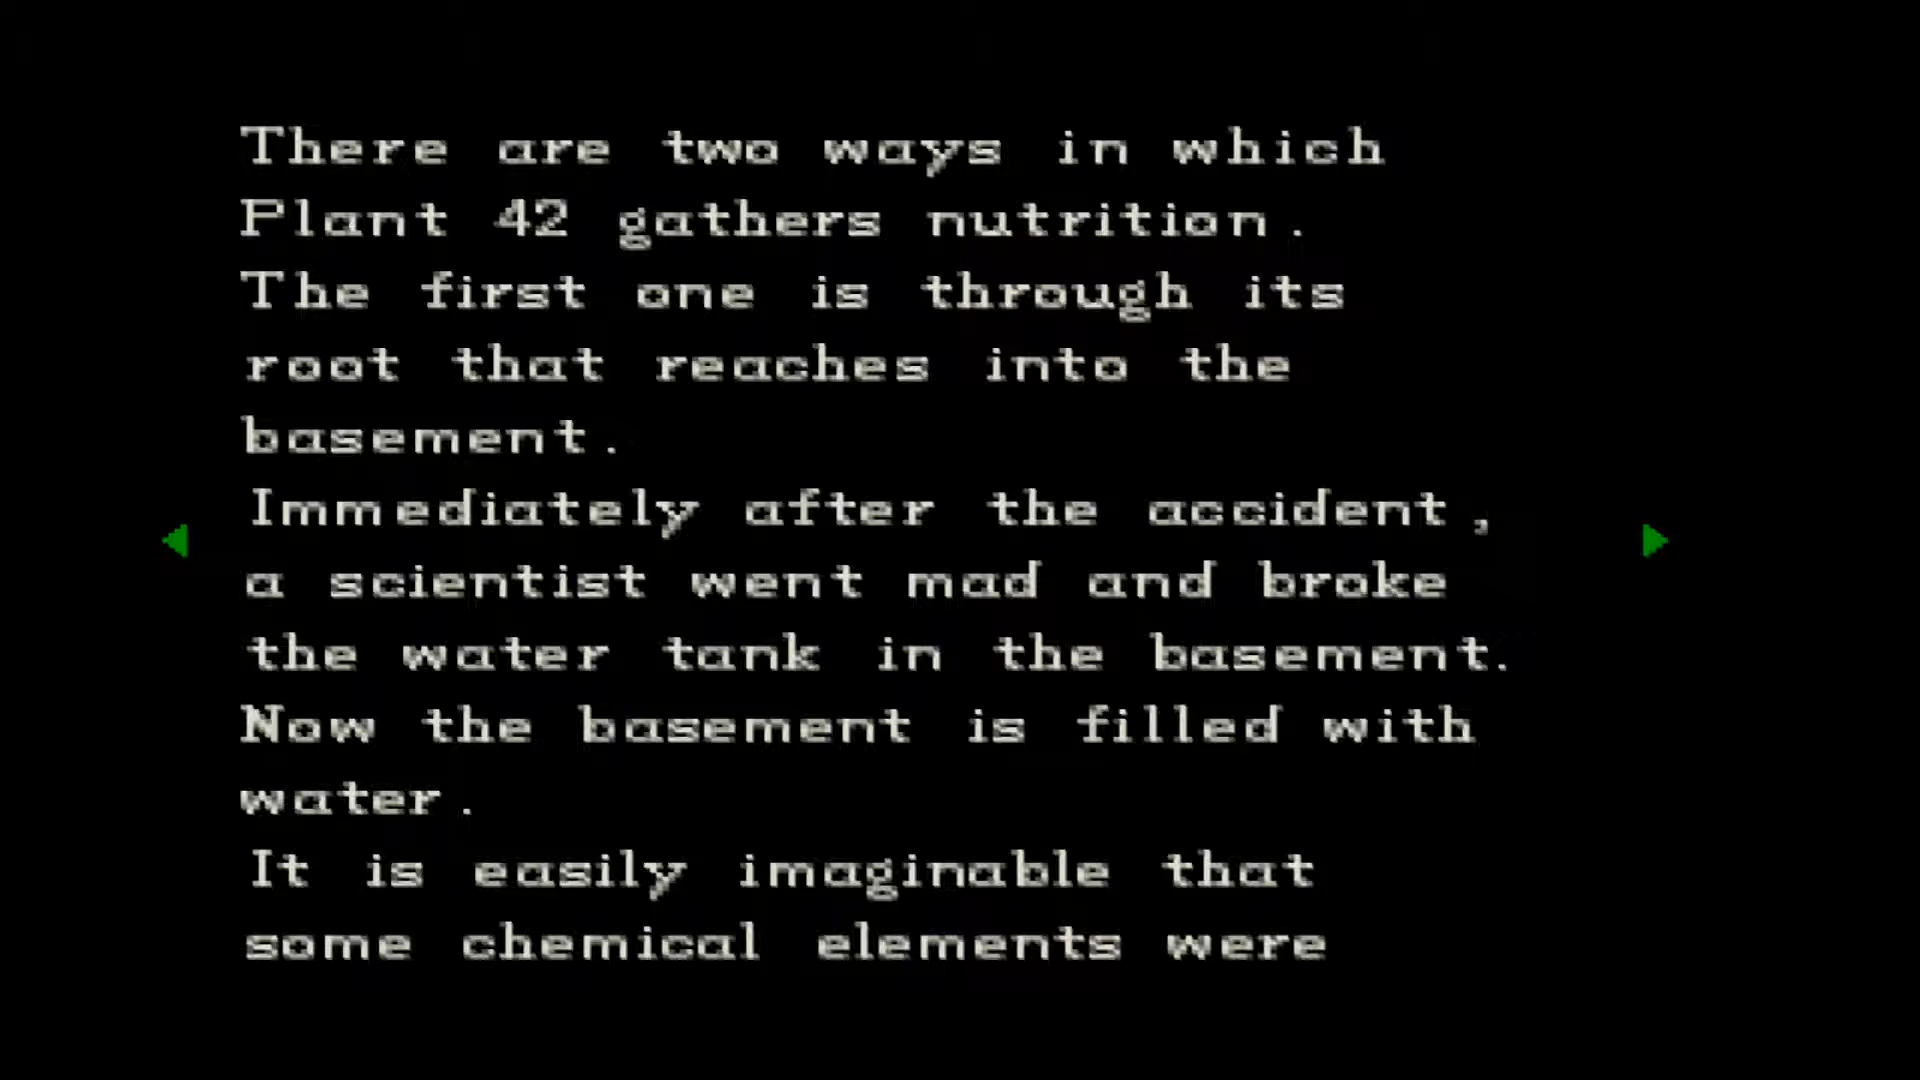 There are two ways in which
Plant 42 gathers nutrition.
The first one is through its
root that reaches into the
basement.
Immediately after the accident,
a scientist went mad and broke
the water tank in the basement.
Now the basement is filled with
water.
It is easily imaginable that
some chemical elements were